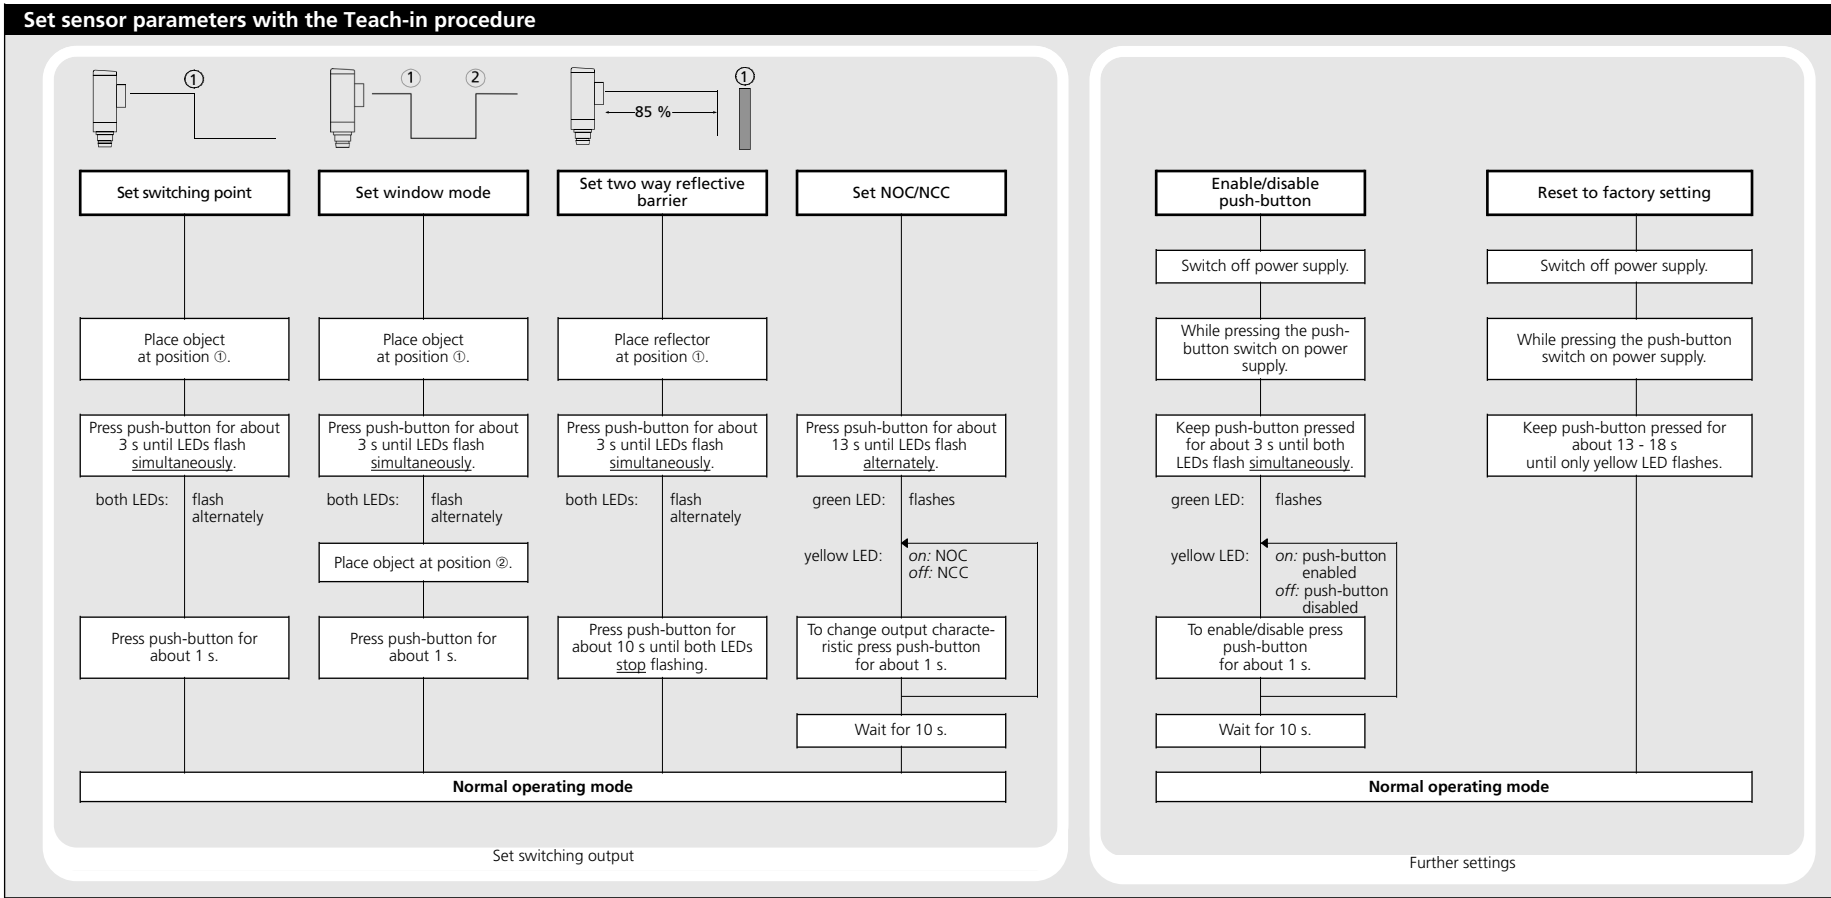 Set sensor parameters with the Teach-in procedure
①
① ②
85 %
①
Set switching point
Place object
at position ①.
Press push-button for about
3 s until LEDs flash
simultaneously.
both LEDs: flash
alternately
Press push-button for
about 1 s.
Set window mode
Place object
at position ①.
Press push-button for about
3 s until LEDs flash
simultaneously.
both LEDs: flash
alternately
Place object at position ②.
Press push-button for
about 1 s.
Set two way reflective
barrier
Place reflector
at position ①.
Press push-button for about
3 s until LEDs flash
simultaneously.
both LEDs: flash
alternately
Press push-button for
about 10 s until both LEDs
stop flashing.
Set NOC/NCC
Press psuh-button for about
13 s until LEDs flash
alternately.
green LED: flashes
yellow LED: on: NOC
off: NCC
To change output characte-
ristic press push-button
for about 1 s.
Wait for 10 s.
Normal operating mode
Set switching output
Enable/disable
push-button
Switch off power supply.
While pressing the push-
button switch on power
supply.
Keep push-button pressed
for about 3 s until both
LEDs flash simultaneously.
green LED: flashes
yellow LED: on: push-button
enabled
off: push-button
disabled
To enable/disable press
push-button
for about 1 s.
Wait for 10 s.
Reset to factory setting
Switch off power supply.
While pressing the push-button
switch on power supply.
Keep push-button pressed for
about 13 - 18 s
until only yellow LED flashes.
Normal operating mode
Further settings